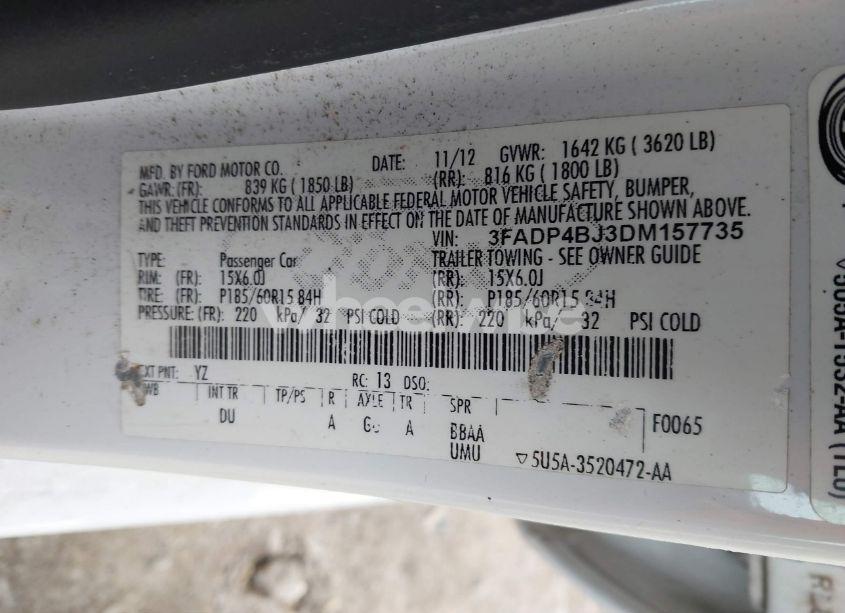 MFD. BY FORD MOTOR CO. DATE: 11/12 GVWR: 1642 KG ( 3620 LB)
GAWR: (FR): 839 KG ( 1850 LB) (RR): 816 KG ( 1800 LB)
THIS VEHICLE CONFORMS TO ALL APPLICABLE FEDERAL MOTOR VEHICLE SAFETY, BUMPER,
AND THEFT PREVENTION STANDARDS IN EFFECT ON THE DATE OF MANUFACTURE SHOWN ABOVE.
VIN: 3FADP4BJ3DM157735
TYPE: Passenger Car TRAILER TOWING - SEE OWNER GUIDE
RIM: (FR) 15X6.0J (RR): 15X6.0J
TIRE: (FR) P185/60R15 84H (RR) P185/60R15 84H
PRESSURE: (FR) 220 kPa/ 32 PSI COLD (RR) 220 kPa/ 32 PSI COLD
EXT PNT: YZ RC: 13 DSO:
WB INT TR TP/PS R AXLE TR SPR F0065
DU A A BBAA
UMU ▽5U5A-3520472-AA